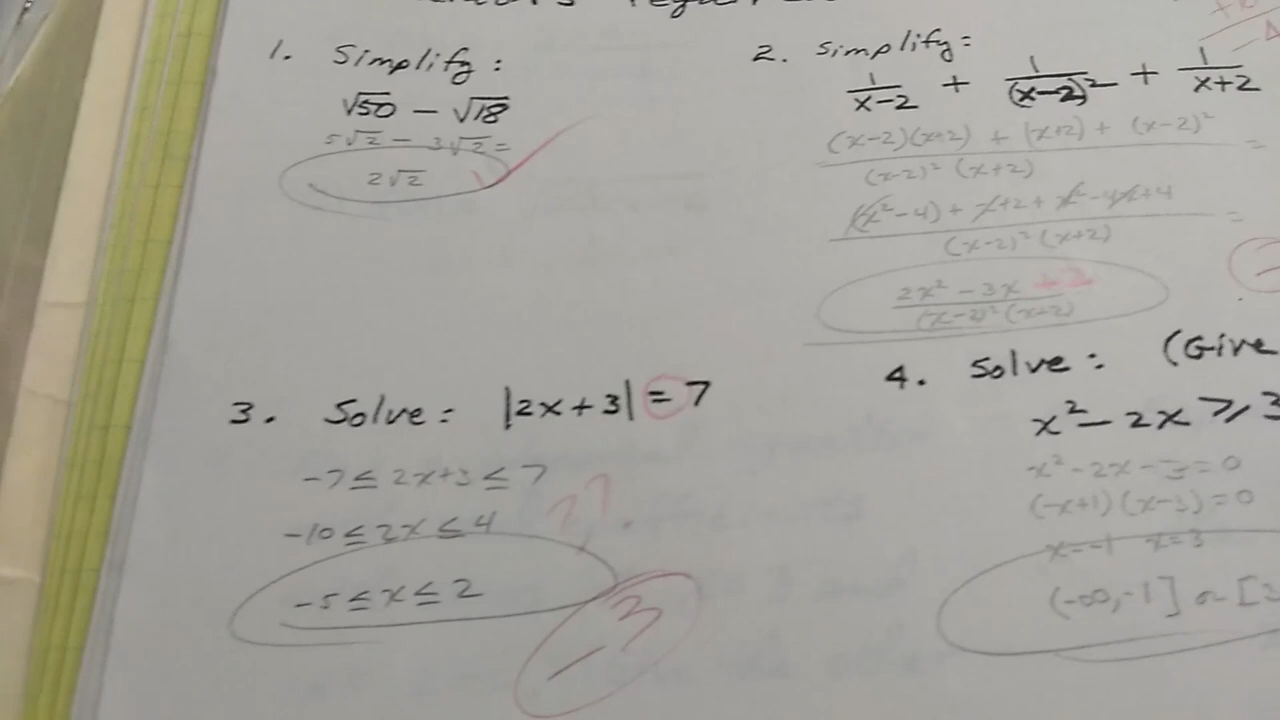 1. Simplify:
√50 - √18
5√2 - 3√2 =
2√2
2. Simplify:
1/(x-2) + 1/(x-2)² + 1/(x+2)
((x-2)(x+2) + (x+2) + (x-2)²)/((x-2)² (x+2)) =
((x²-4) + x+2 + x²-4x+4)/((x-2)² (x+2)) =
(2x² - 3x +2)/((x-2)² (x+2))
3. Solve: |2x+3| = 7
-7 ≤ 2x+3 ≤ 7
-10 ≤ 2x ≤ 4
??
-5 ≤ x ≤ 2
-3
4. Solve: (Give
x² - 2x ≥ 3
x² - 2x - 3 = 0
(x+1)(x-3) = 0
x=-1 x=3
(-∞,-1] or [3